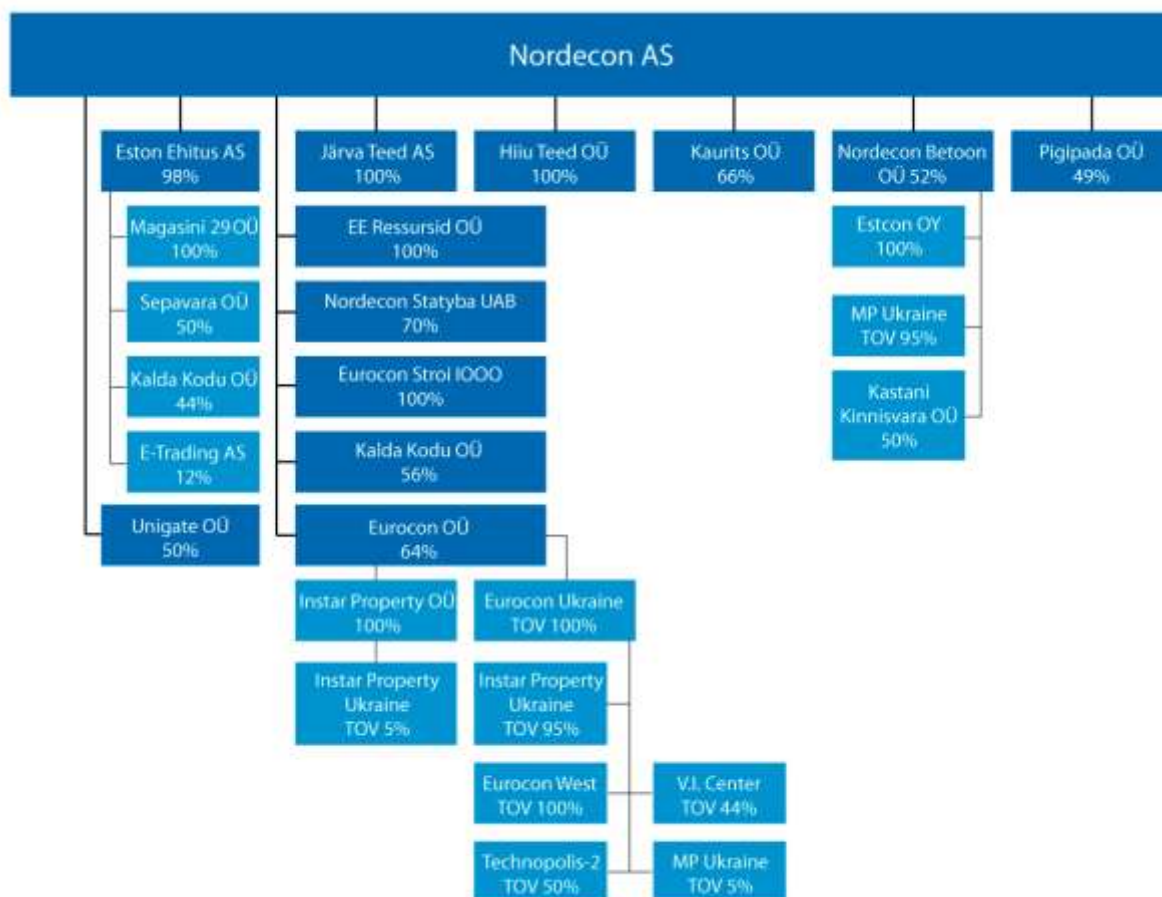 Nordecon AS
Eston Ehitus AS
98%
Järva Teed AS
100%
Hiiu Teed OÜ
100%
Kaurits OÜ
66%
Nordecon Betoon
OÜ 52%
Pigipada OÜ
49%
Magasini 29 OÜ
100%
EE Ressursid OÜ
100%
Estcon OY
100%
Sepavara OÜ
50%
Nordecon Statyba UAB
70%
MP Ukraine
TOV 95%
Kalda Kodu OÜ
44%
Eurocon Stroi IOOO
100%
Kastani
Kinnisvara OÜ
50%
E-Trading AS
12%
Kalda Kodu OÜ
56%
Unigate OÜ
50%
Eurocon OÜ
64%
Instar Property OÜ
100%
Eurocon Ukraine
TOV 100%
Instar Property
Ukraine
TOV 5%
Instar Property
Ukraine
TOV 95%
Eurocon West
TOV 100%
V.I. Center
TOV 44%
Technopolis-2
TOV 50%
MP Ukraine
TOV 5%